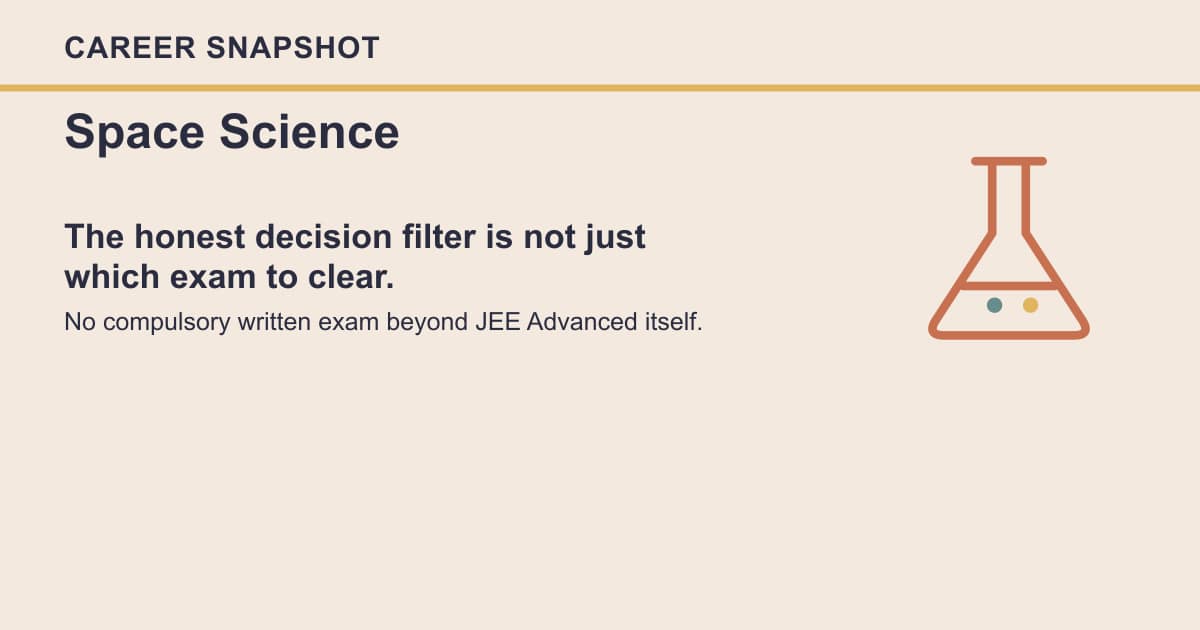 CAREER SNAPSHOT
Space Science
The honest decision filter is not just
which exam to clear.
No compulsory written exam beyond JEE Advanced itself.